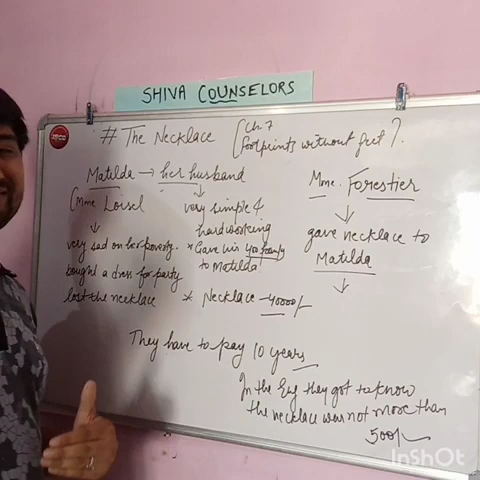 SHIVA COUNSELORS
# The Necklace [Ch. 7
Footprints without feet].
Matilda → her husband
(Mme Loisel
very sad on her poverty.
bought a dress for party
lost the necklace
very simple &
hardworking
* Gave his 400 francs
to Matilda
* Necklace - 40000/-
Mme. Forestier
gave necklace to
Matilda
They have to pay 10 years
In the End they got to know
the necklace was not more than
500/-
InShOt